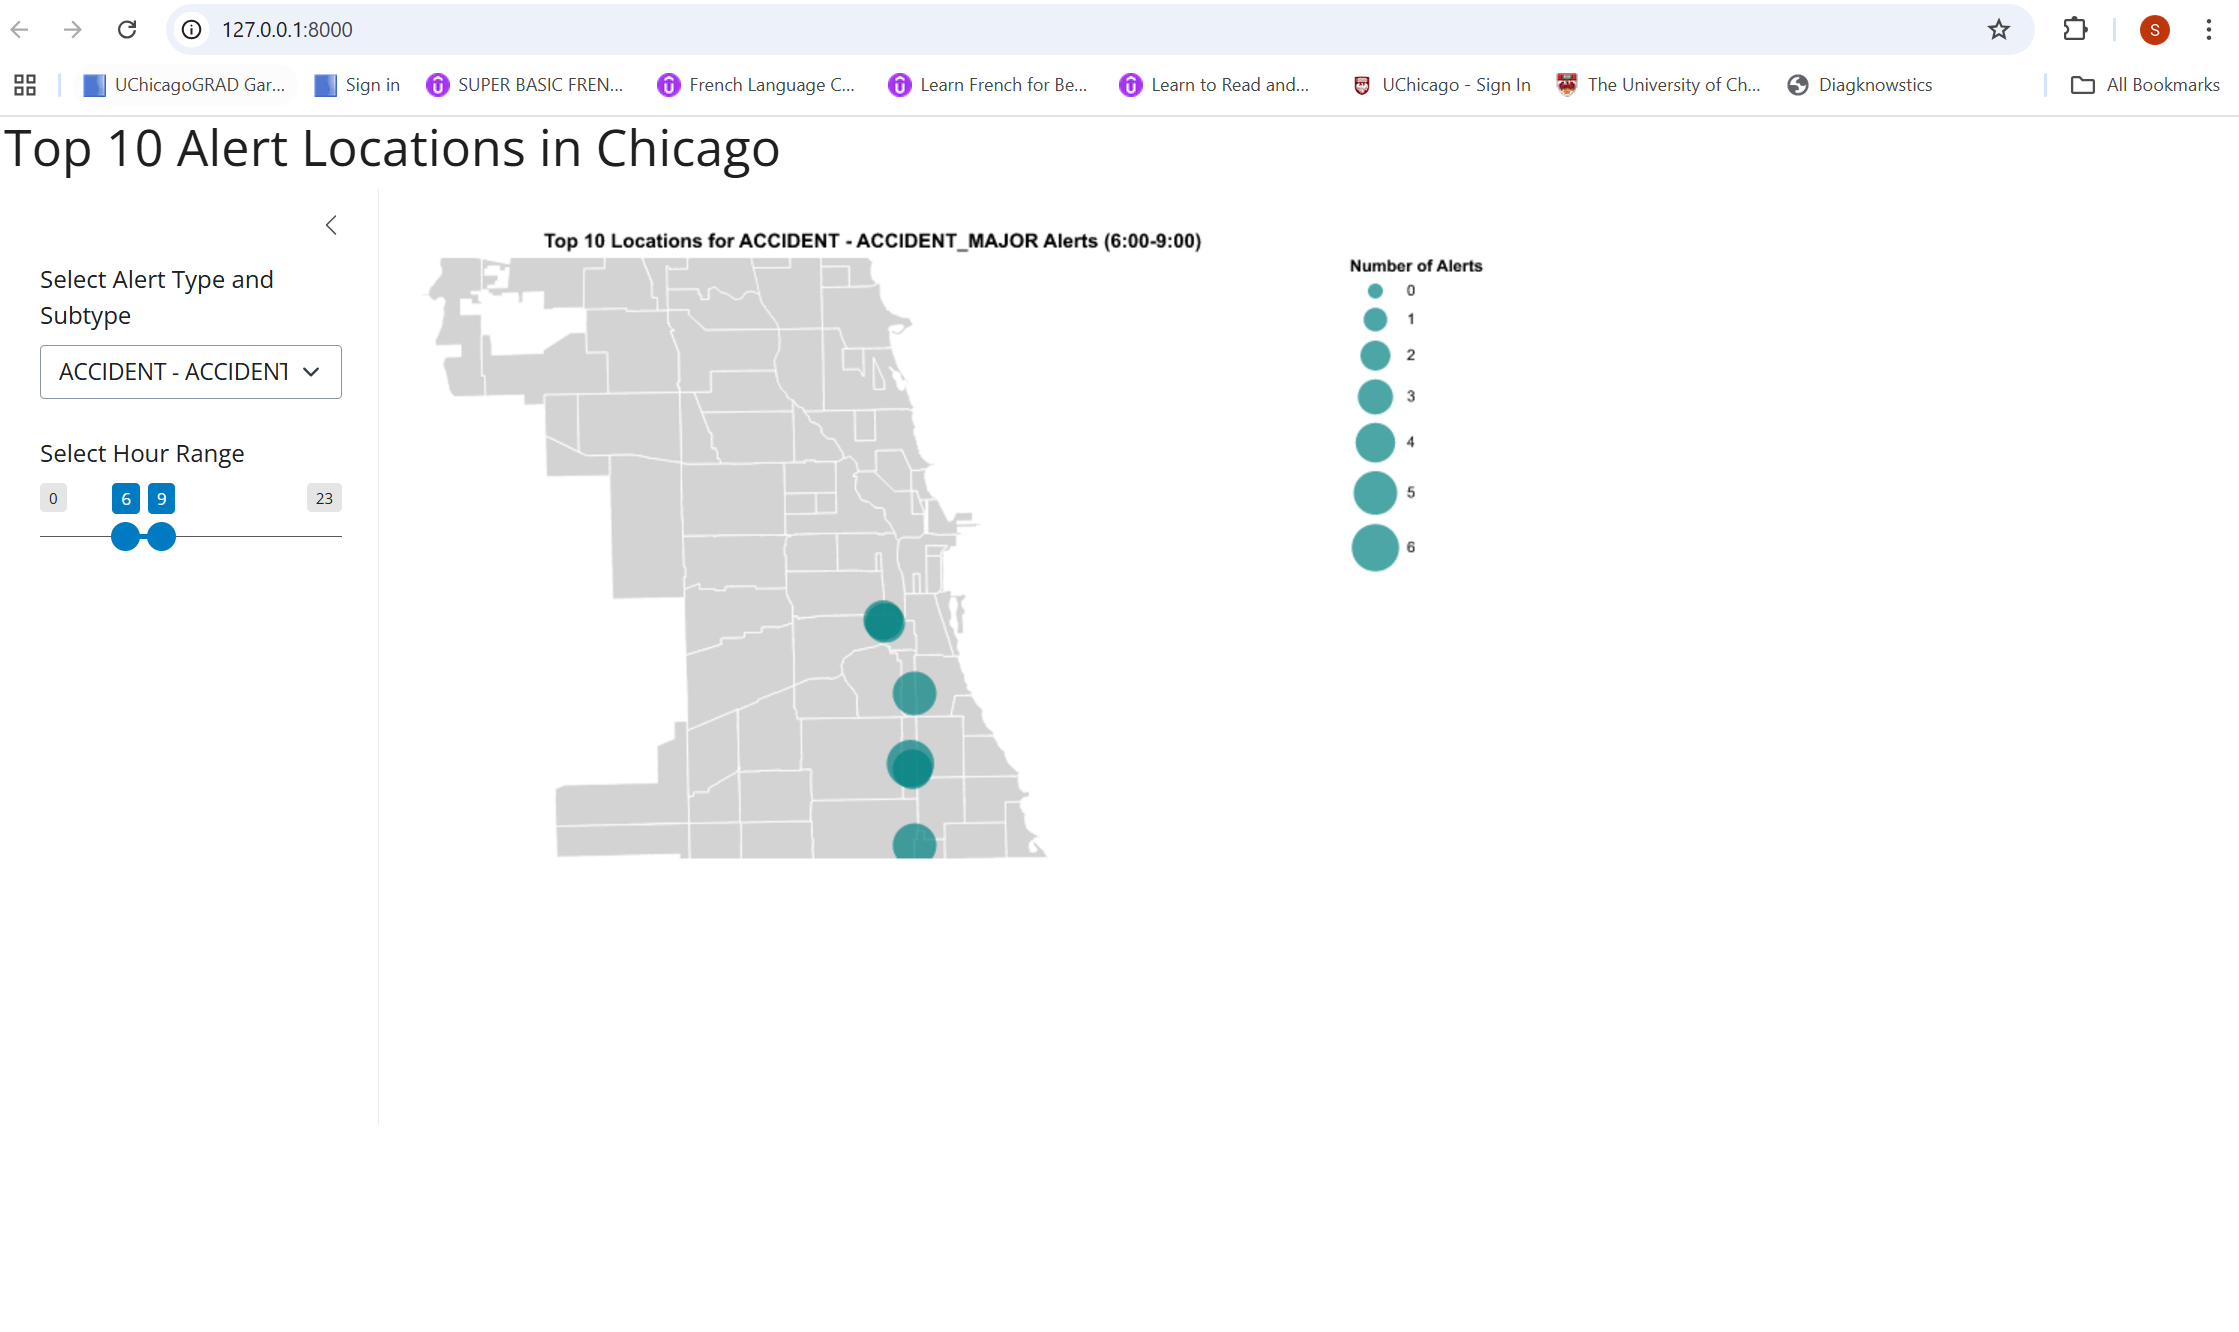 127.0.0.1:8000
S
UChicagoGRAD Gar...
Sign in
SUPER BASIC FREN...
French Language C...
Learn French for Be...
Learn to Read and...
UChicago - Sign In
The University of Ch...
Diagknowstics
All Bookmarks
Top 10 Alert Locations in Chicago
Select Alert Type and
Subtype
ACCIDENT - ACCIDENT
Select Hour Range
0 6 9 23
Top 10 Locations for ACCIDENT - ACCIDENT_MAJOR Alerts (6:00-9:00)
Number of Alerts
0
1
2
3
4
5
6